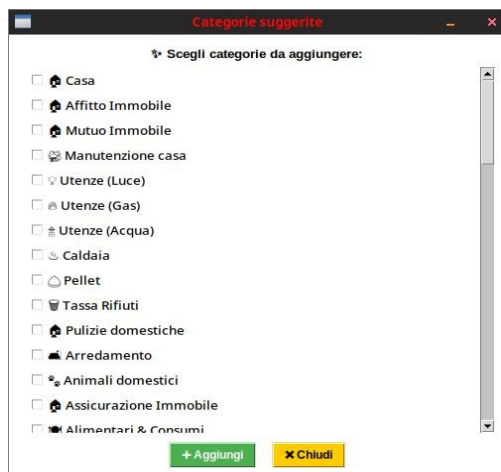 Categorie suggerite
✨ Scegli categorie da aggiungere:
Casa
Affitto Immobile
Mutuo Immobile
Manutenzione casa
Utenze (Luce)
Utenze (Gas)
Utenze (Acqua)
Caldaia
Pellet
Tassa Rifiuti
Pulizie domestiche
Arredamento
Animali domestici
Assicurazione Immobile
Alimentari & Consumi
+ Aggiungi
× Chiudi